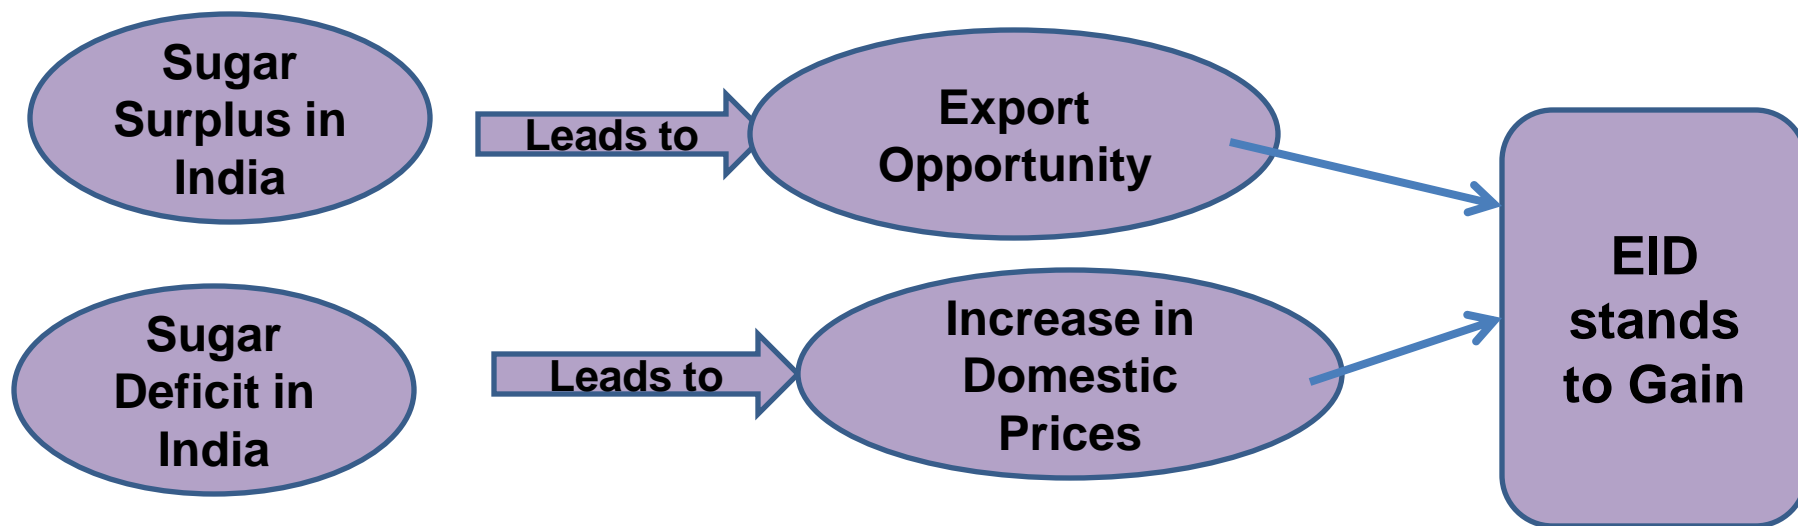 Sugar
Surplus in
India
Leads to
Export
Opportunity
Sugar
Deficit in
India
Leads to
Increase in
Domestic
Prices
EID
stands
to Gain